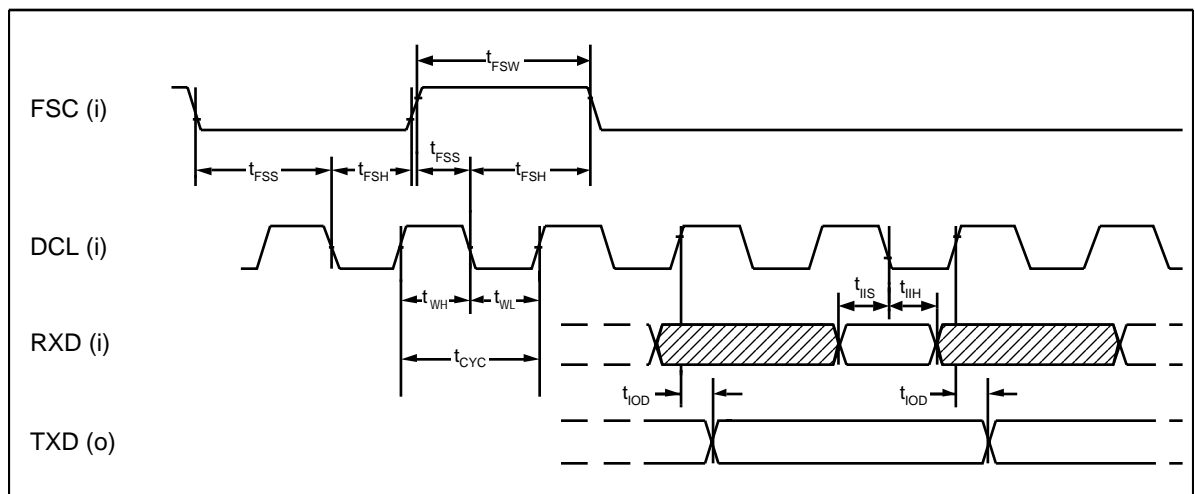 tFSW
FSC (i)
tFSS
tFSS tFSH tFSH
DCL (i)
tWH tWL tIIS tIIH
RXD (i)
tCYC
tIOD tIOD
TXD (o)